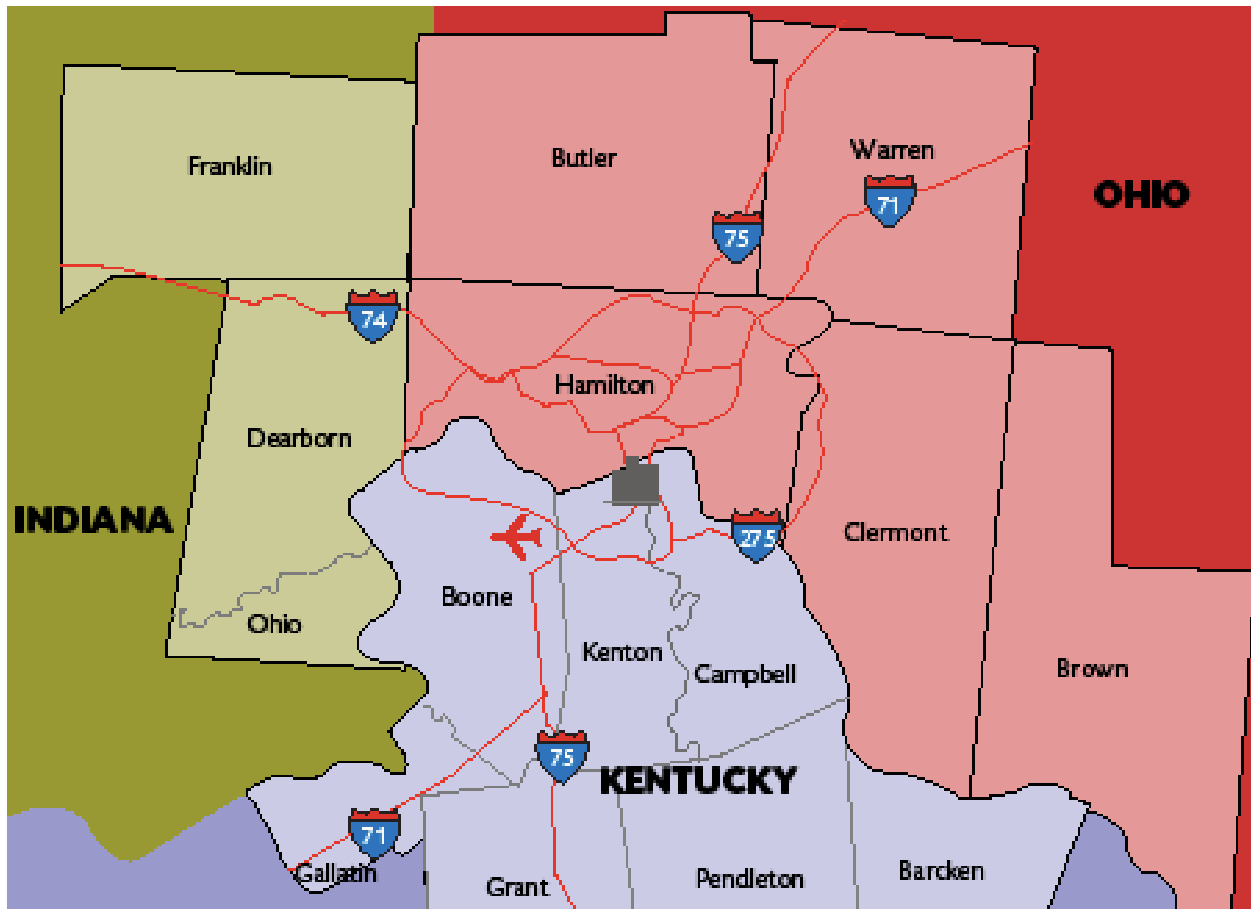 Franklin
Butler
Warren
OHIO
71
75
74
Hamilton
Dearborn
INDIANA
275
Clermont
Boone
Ohio
Kenton
Campbell
Brown
75
KENTUCKY
71
Gallatin
Grant
Pendleton
Barcken